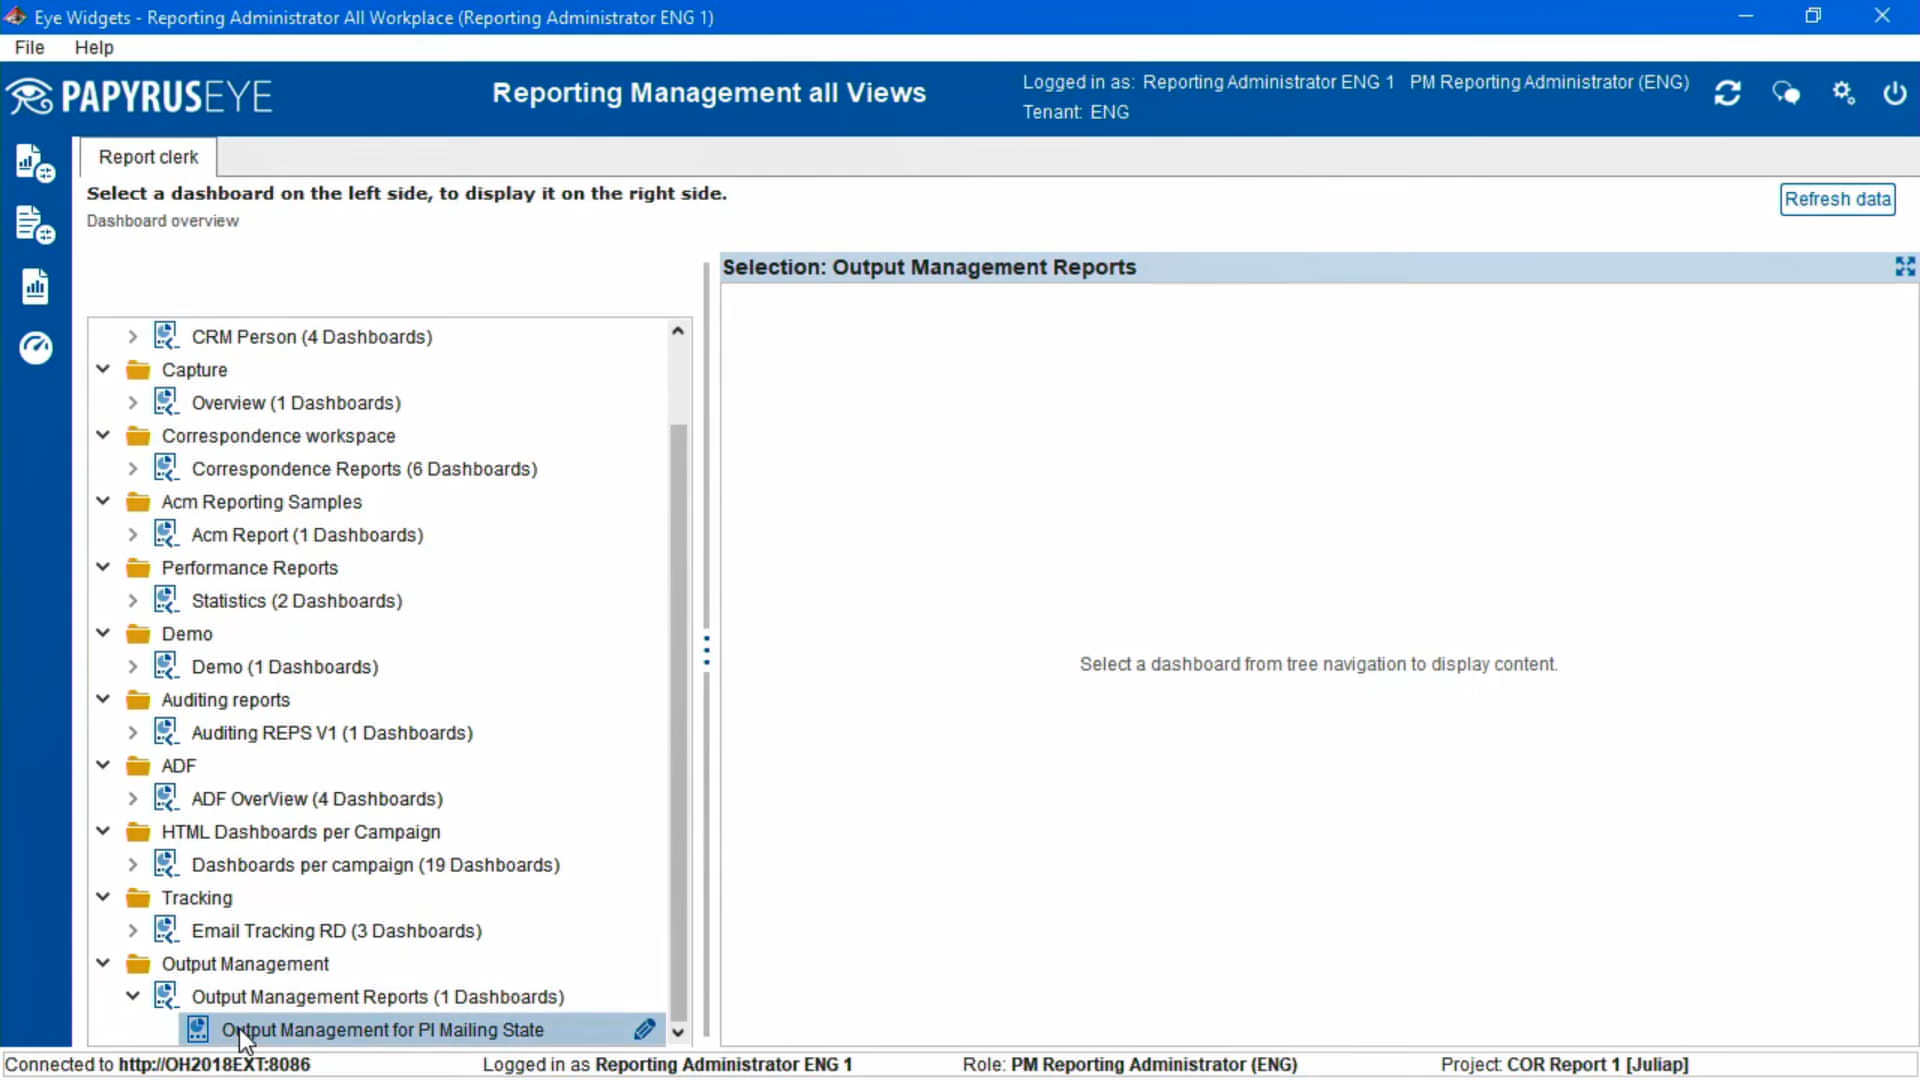 Eye Widgets - Reporting Administrator All Workplace (Reporting Administrator ENG 1)
File Help
PAPYRUSEYE
Reporting Management all Views
Logged in as: Reporting Administrator ENG 1 PM Reporting Administrator (ENG)
Tenant: ENG
Report clerk
Select a dashboard on the left side, to display it on the right side.
Refresh data
Dashboard overview
Selection: Output Management Reports
CRM Person (4 Dashboards)
Capture
Overview (1 Dashboards)
Correspondence workspace
Correspondence Reports (6 Dashboards)
Acm Reporting Samples
Acm Report (1 Dashboards)
Performance Reports
Statistics (2 Dashboards)
Demo
Demo (1 Dashboards)
Auditing reports
Auditing REPS V1 (1 Dashboards)
ADF
ADF OverView (4 Dashboards)
HTML Dashboards per Campaign
Dashboards per campaign (19 Dashboards)
Tracking
Email Tracking RD (3 Dashboards)
Output Management
Output Management Reports (1 Dashboards)
Output Management for PI Mailing State
Select a dashboard from tree navigation to display content.
Connected to http://OH2018EXT:8086 Logged in as Reporting Administrator ENG 1 Role: PM Reporting Administrator (ENG) Project: COR Report 1 [Juliap]